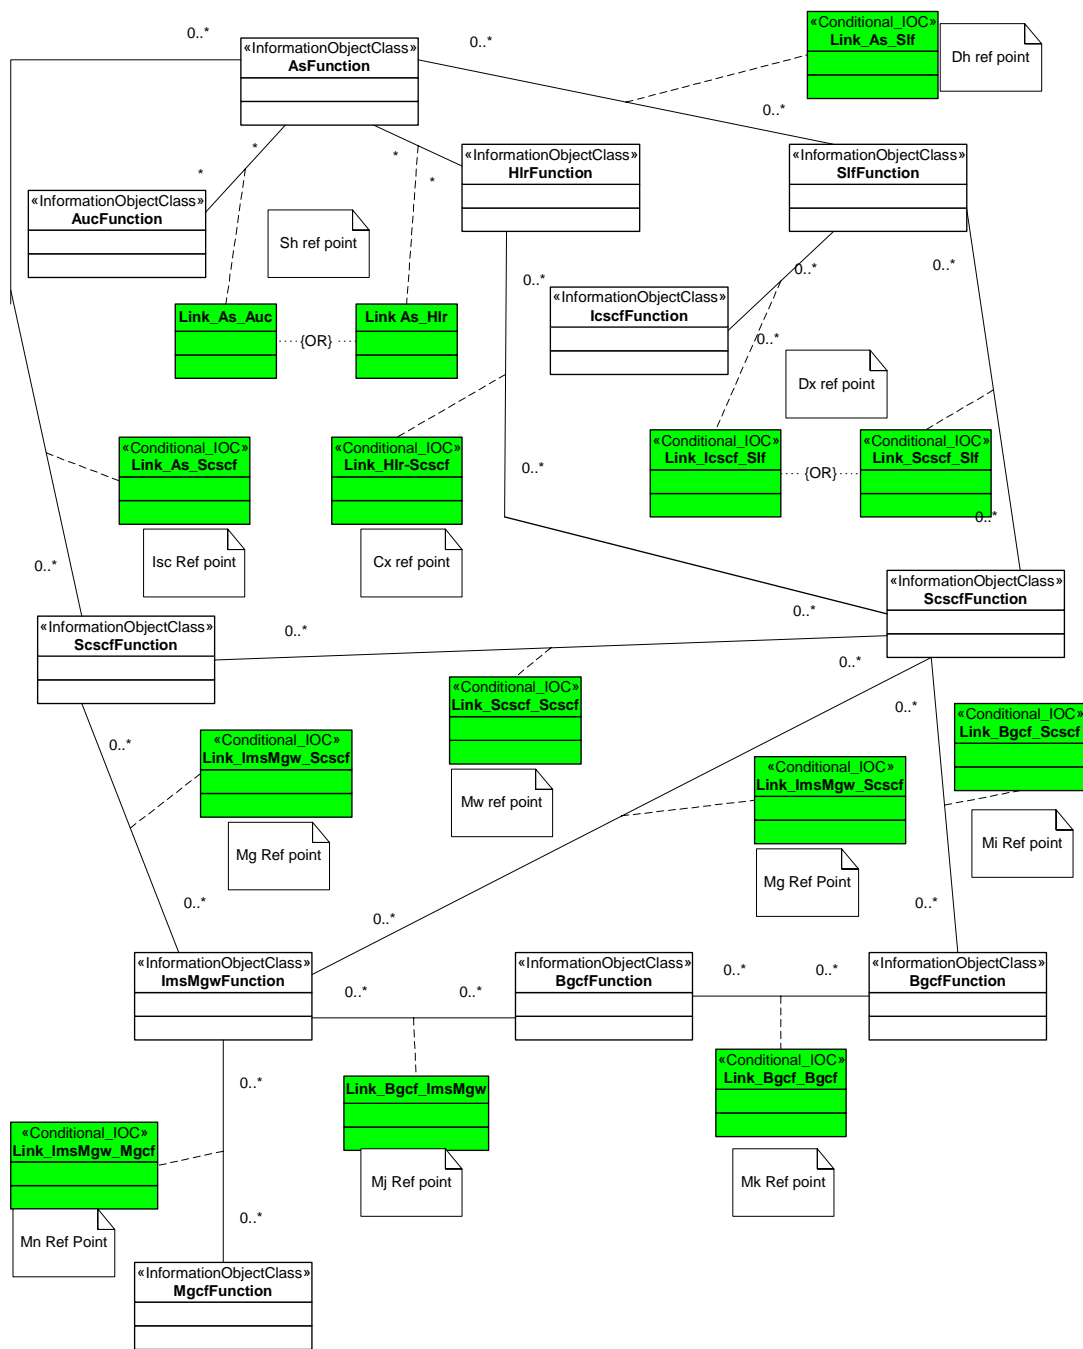 0..*
«InformationObjectClass»
AsFunction
0..*
«Conditional_IOC»
Link_As_Slf
Dh ref point
0..*
*
*
*
*
«InformationObjectClass»
HlrFunction
«InformationObjectClass»
SlfFunction
«InformationObjectClass»
AucFunction
Sh ref point
0..*
0..*
0..*
«InformationObjectClass»
IcscfFunction
Link_As_Auc
{OR}
Link As_Hlr
0..*
Dx ref point
«Conditional_IOC»
Link_As_Scscf
«Conditional_IOC»
Link_Hlr-Scscf
«Conditional_IOC»
Link_Icscf_Slf
{OR}
«Conditional_IOC»
Link_Scscf_Slf
0..*
0..*
Isc Ref point
Cx ref point
0..*
«InformationObjectClass»
ScscfFunction
0..*
«InformationObjectClass»
ScscfFunction
0..*
0..*
«Conditional_IOC»
Link_Scscf_Scscf
0..*
«Conditional_IOC»
Link_Bgcf_Scscf
0..*
«Conditional_IOC»
Link_ImsMgw_Scscf
«Conditional_IOC»
Link_ImsMgw_Scscf
Mw ref point
Mg Ref point
Mi Ref point
Mg Ref Point
0..*
0..*
0..*
«InformationObjectClass»
ImsMgwFunction
«InformationObjectClass»
BgcfFunction
«InformationObjectClass»
BgcfFunction
0..*
0..*
0..*
0..*
«Conditional_IOC»
Link_Bgcf_Bgcf
0..*
Link_Bgcf_ImsMgw
«Conditional_IOC»
Link_ImsMgw_Mgcf
Mj Ref point
Mk Ref point
0..*
Mn Ref Point
«InformationObjectClass»
MgcfFunction